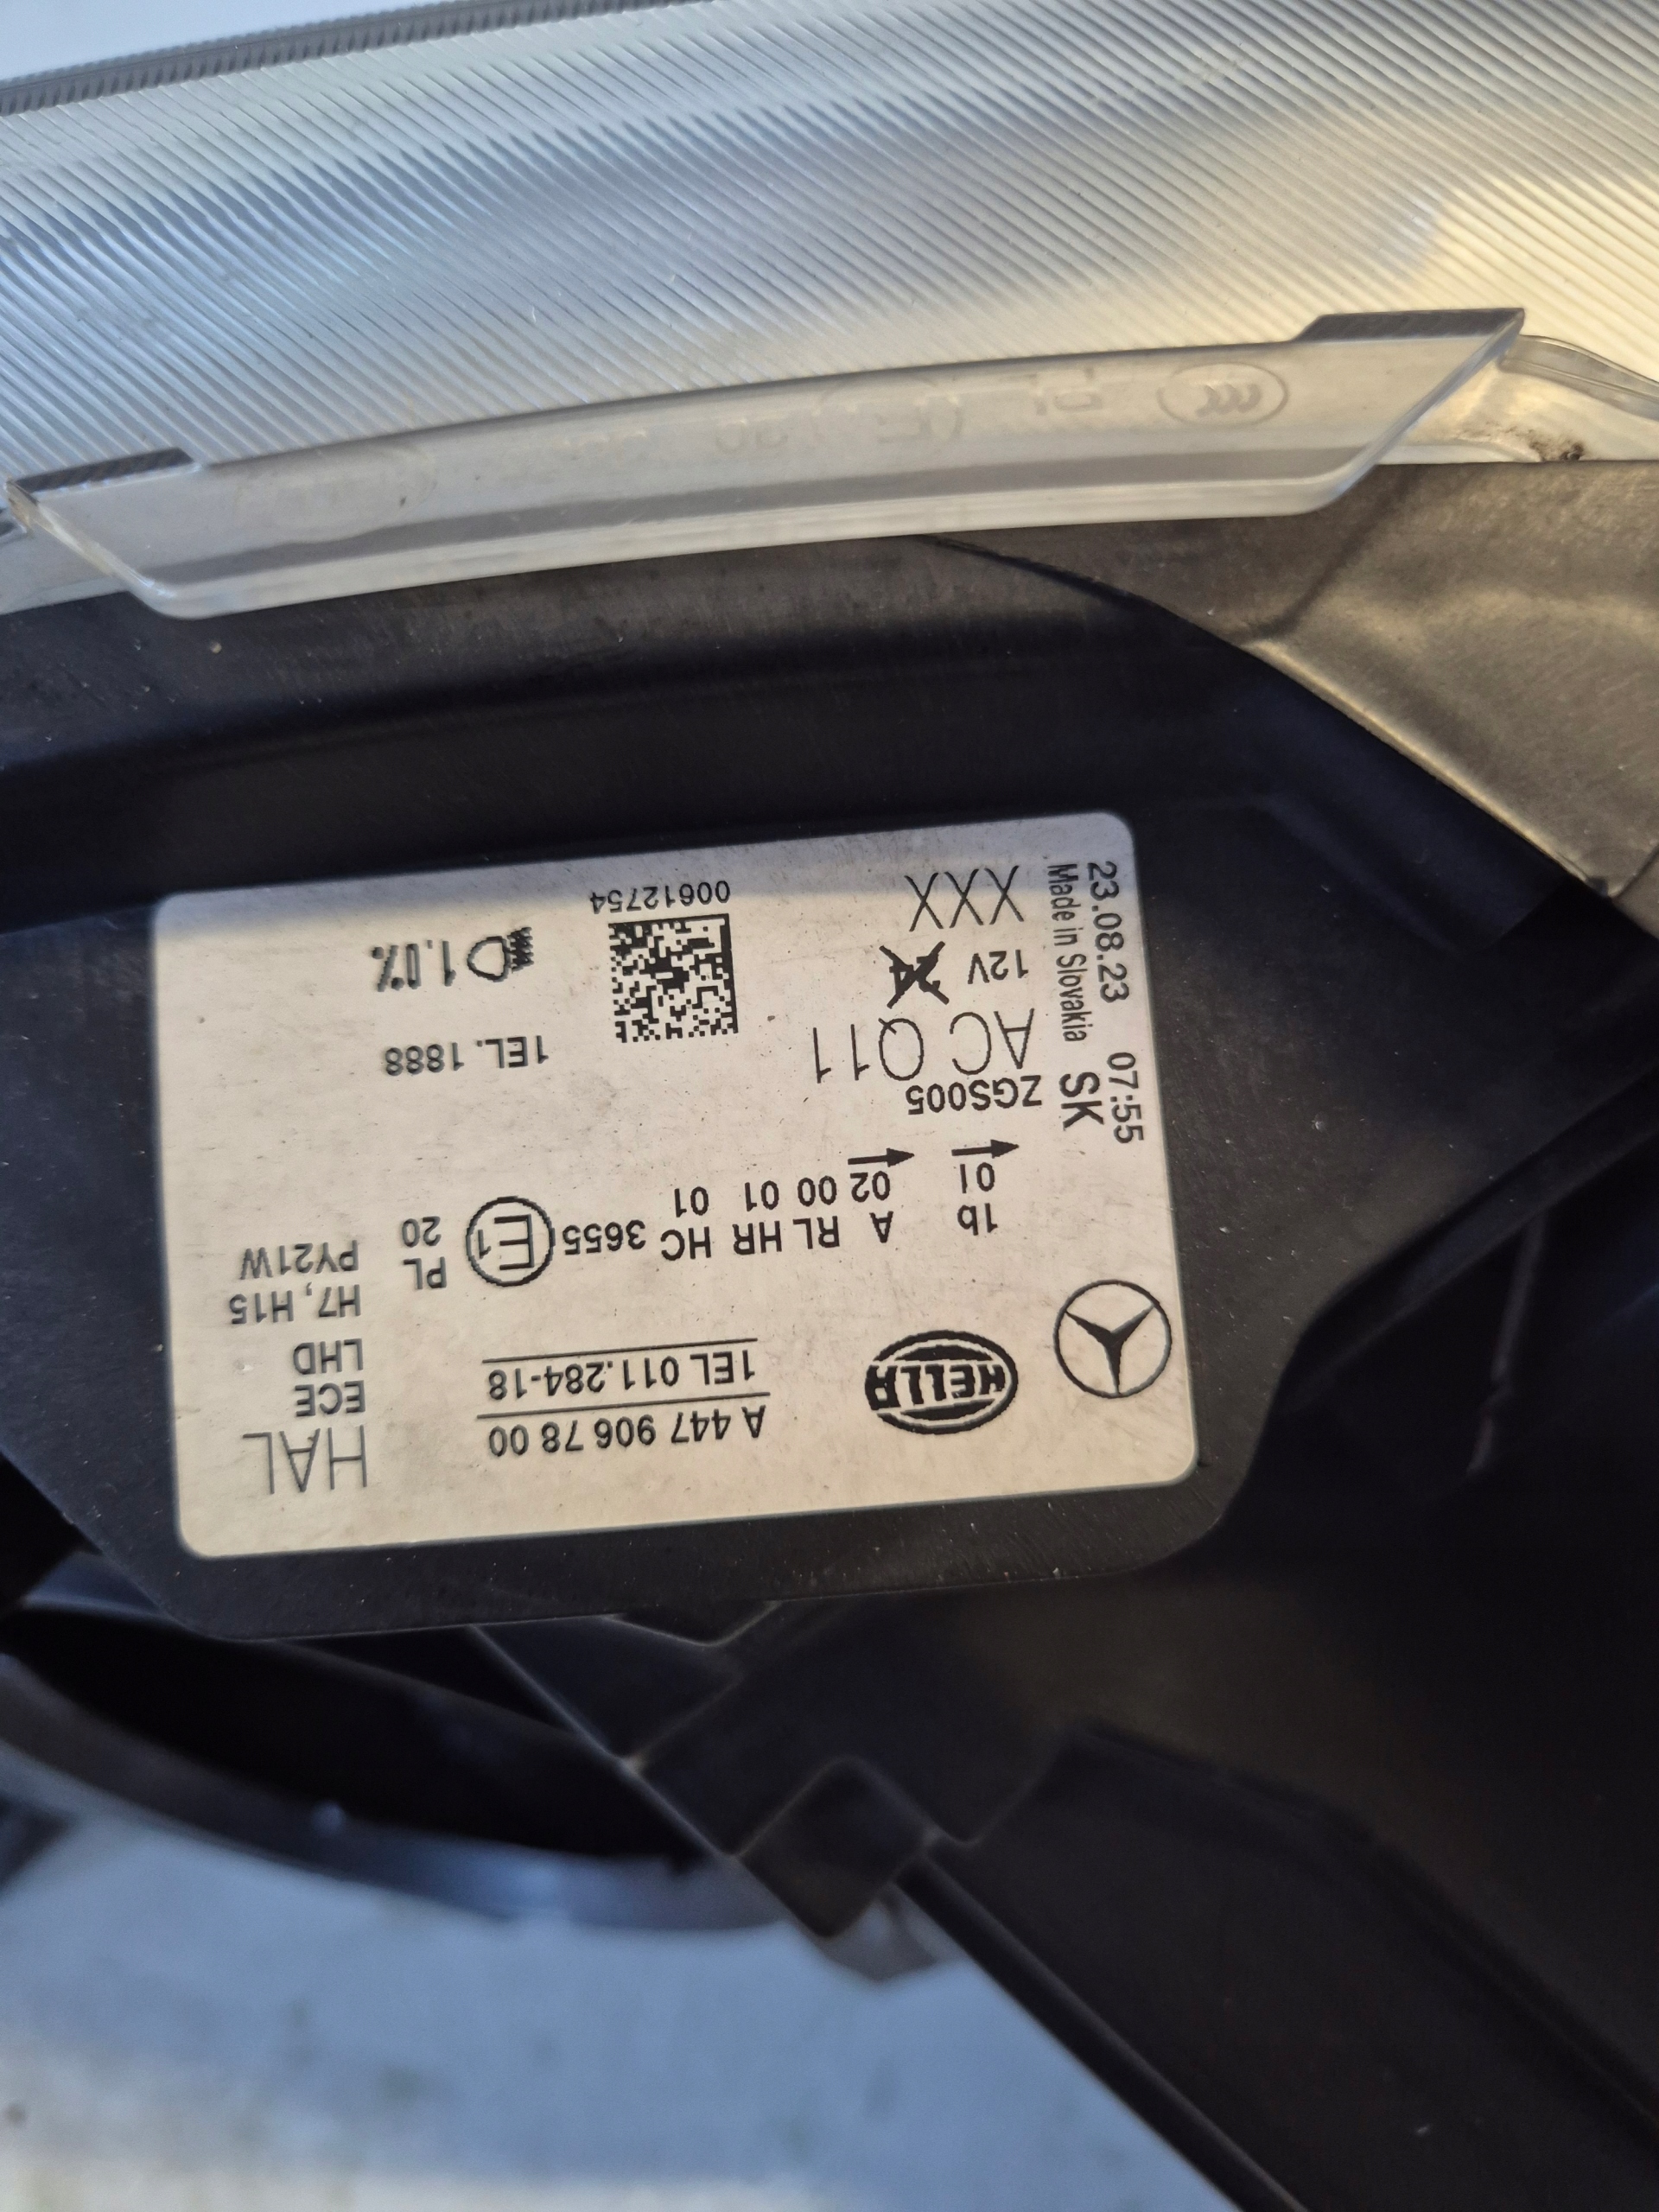 A 447 906 78 00
1EL 011.284-18
HELLA
HAL
ECE
LHD
H7, H15
PY21W
1b A RL HR HC 3655 E1 PL
01 02 00 01 01 20
ZGS005
AC Q11
12V
XXX
1EL. 1888
1.0%
00612754
23.08.23 07:55
Made in Slovakia SK